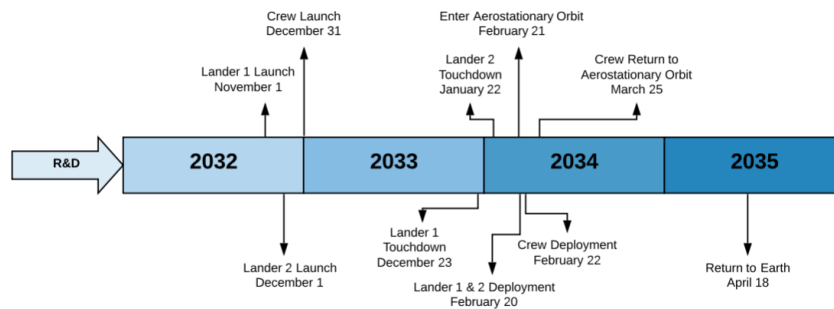 Crew Launch
December 31
Enter Aerostationary Orbit
February 21
Lander 1 Launch
November 1
Lander 2
Touchdown
January 22
Crew Return to
Aerostationary Orbit
March 25
R&D
2032
2033
2034
2035
Lander 1
Touchdown
December 23
Crew Deployment
February 22
Lander 2 Launch
December 1
Lander 1 & 2 Deployment
February 20
Return to Earth
April 18